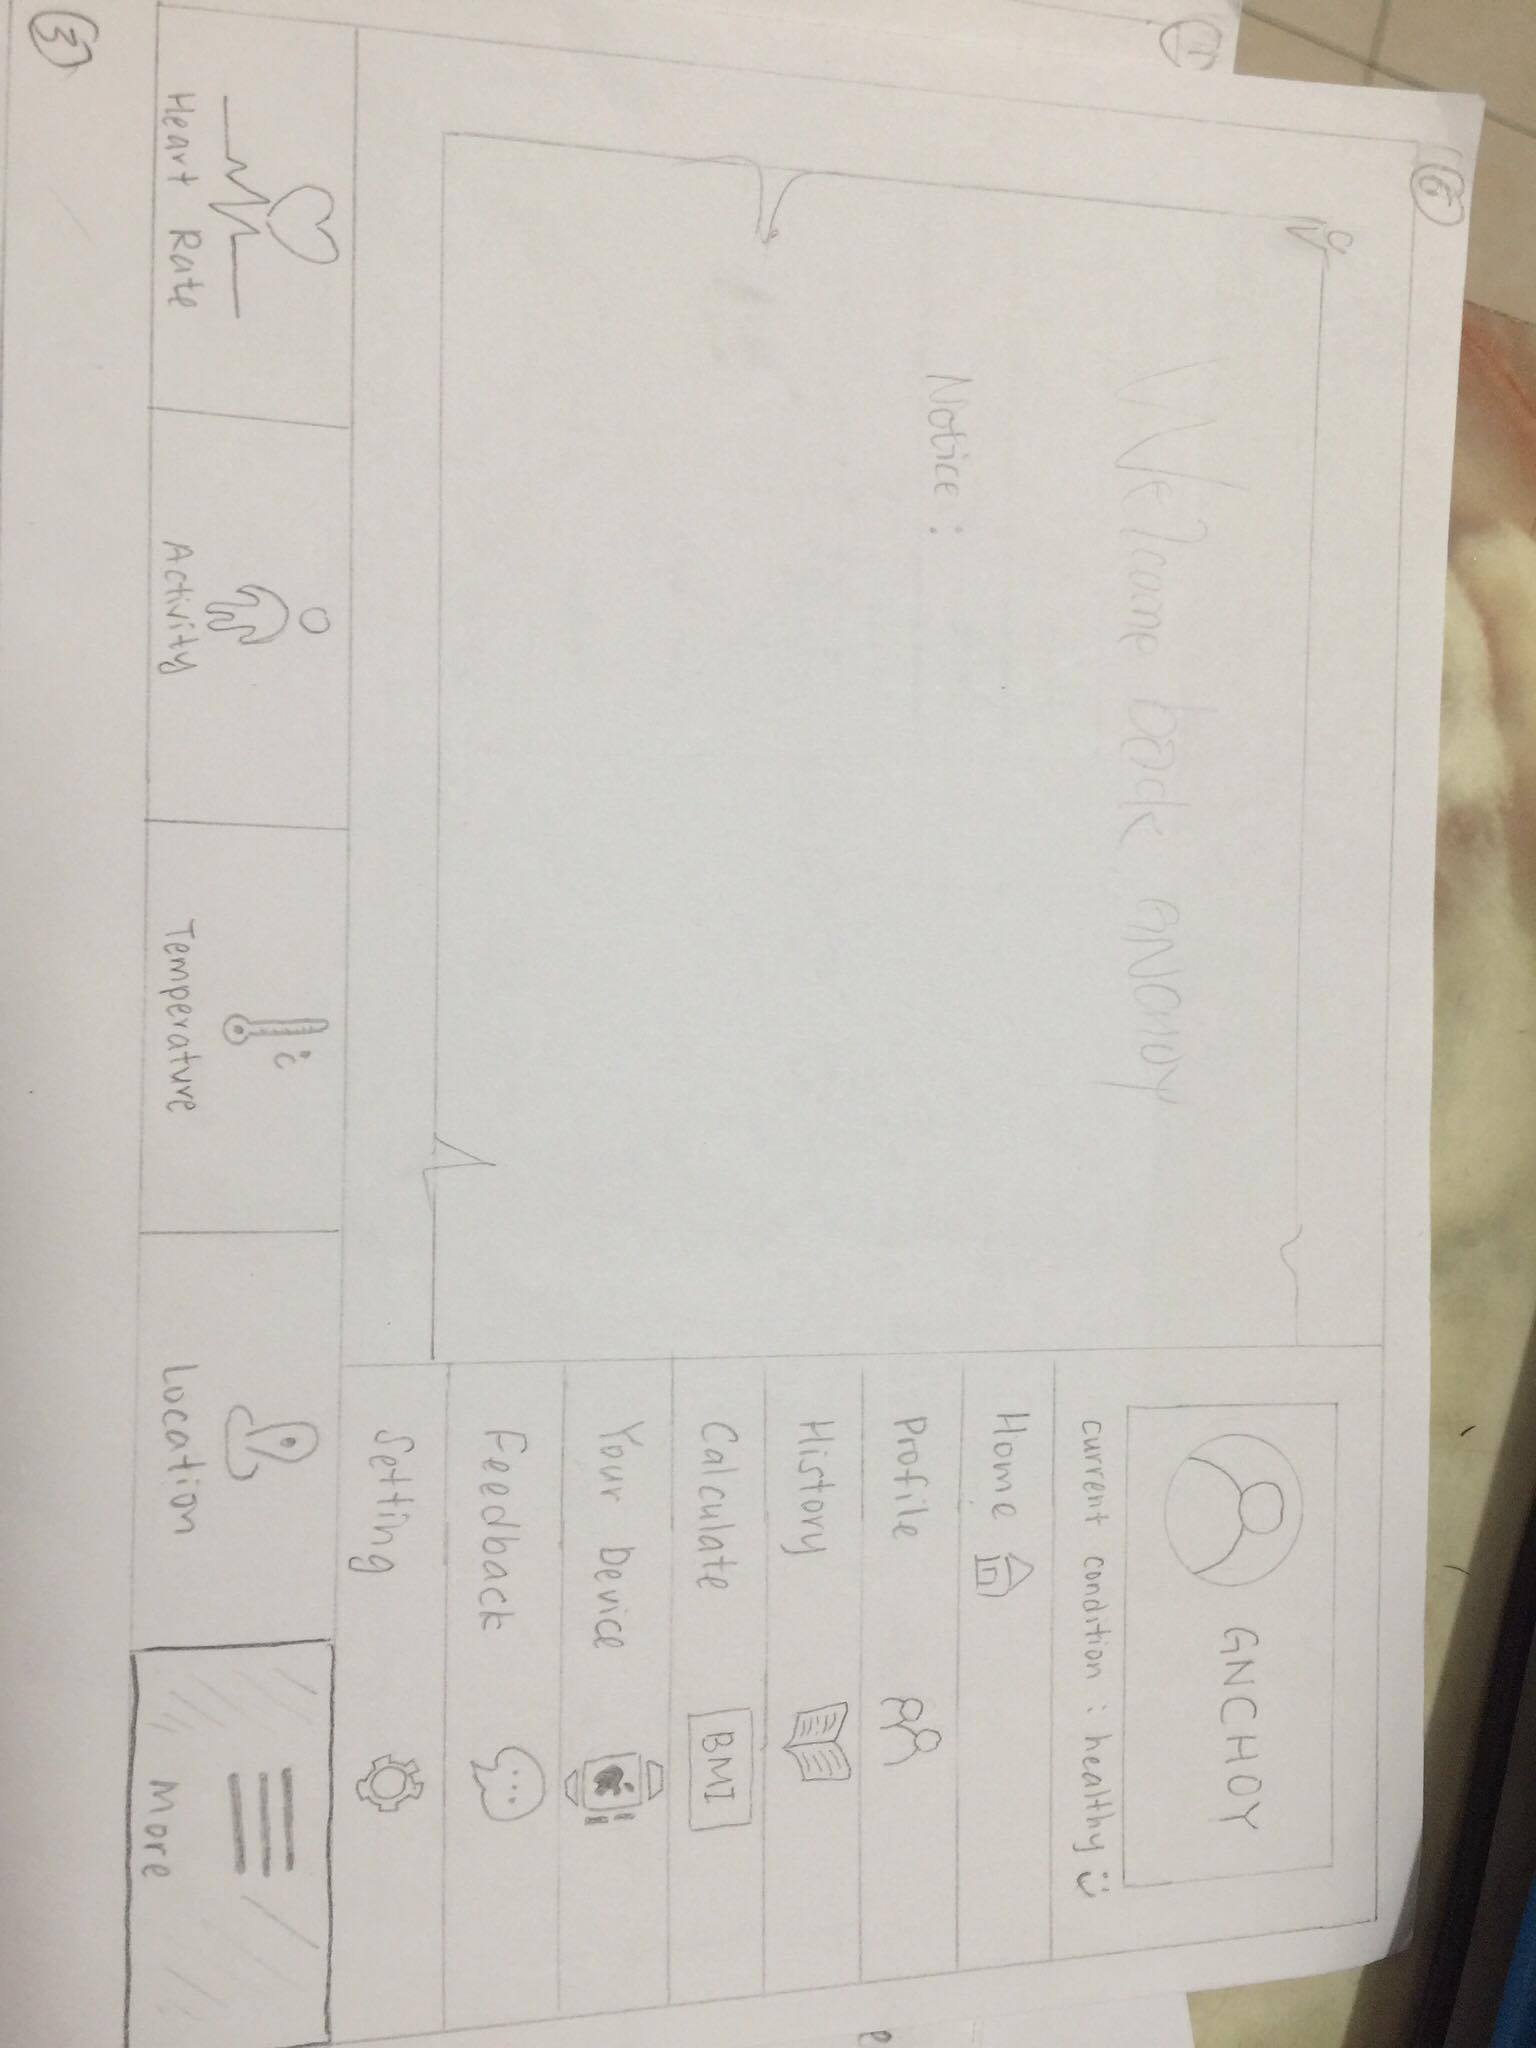 6
Welcome back GNCHOY
Notice :
GNCHOY
current condition : healthy
Home
Profile
History
Calculate
BMI
Your Device
Feedback
Setting
Heart Rate
Activity
Temperature
°C
Location
More
3